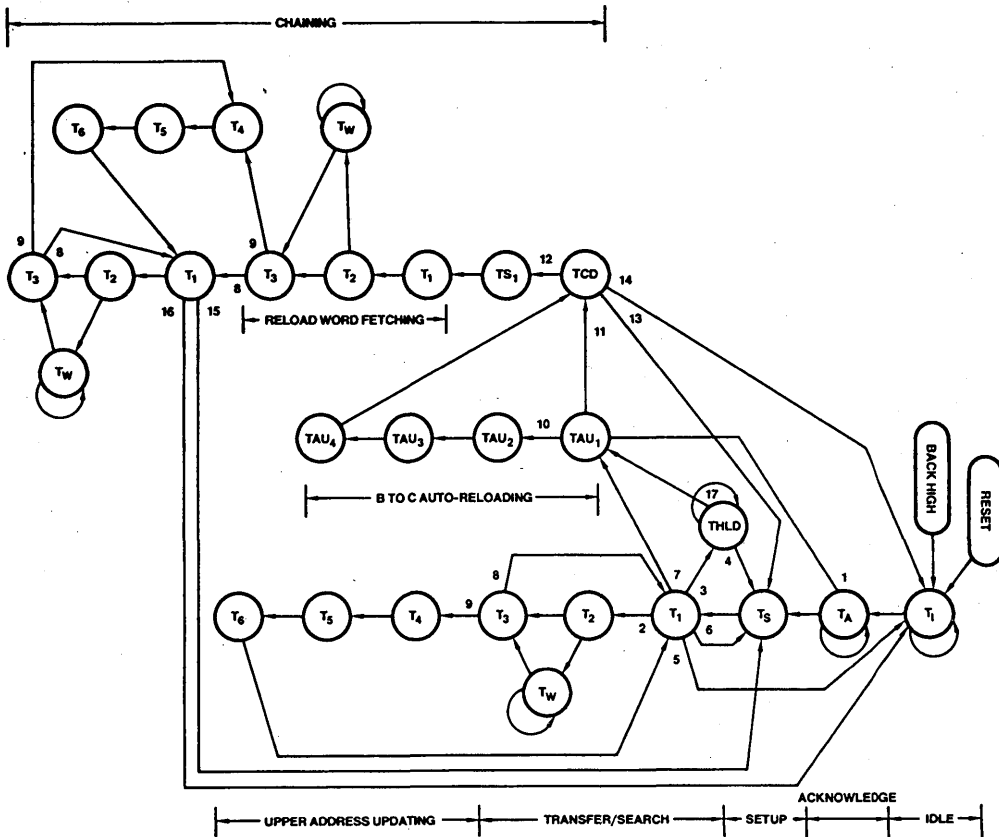 CHAINING
T6
T5
T4
TW
9
8
9
12
14
T3
T2
T1
T3
T2
T1
TS1
TCD
8
16
15
13
RELOAD WORD FETCHING
11
TW
10
TAU4
TAU3
TAU2
TAU1
BACK HIGH
RESET
B TO C AUTO-RELOADING
17
THLD
8
7
4
1
9
3
T6
T5
T4
T3
T2
T1
TS
TA
TI
2
6
5
TW
ACKNOWLEDGE
UPPER ADDRESS UPDATING
TRANSFER/SEARCH
SETUP
IDLE